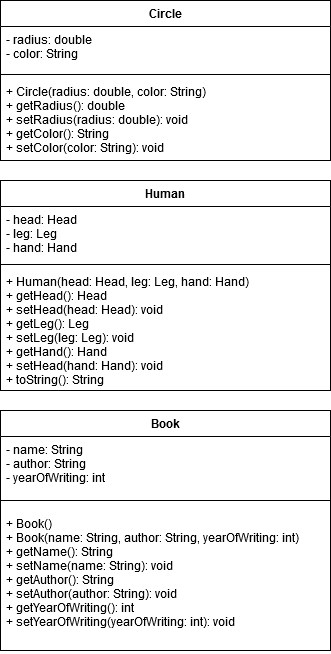 Circle
- radius: double
- color: String
+ Circle(radius: double, color: String)
+ getRadius(): double
+ setRadius(radius: double): void
+ getColor(): String
+ setColor(color: String): void
Human
- head: Head
- leg: Leg
- hand: Hand
+ Human(head: Head, leg: Leg, hand: Hand)
+ getHead(): Head
+ setHead(head: Head): void
+ getLeg(): Leg
+ setLeg(leg: Leg): void
+ getHand(): Hand
+ setHead(hand: Hand): void
+ toString(): String
Book
- name: String
- author: String
- yearOfWriting: int
+ Book()
+ Book(name: String, author: String, yearOfWriting: int)
+ getName(): String
+ setName(name: String): void
+ getAuthor(): String
+ setAuthor(author: String): void
+ getYearOfWriting(): int
+ setYearOfWriting(yearOfWriting: int): void